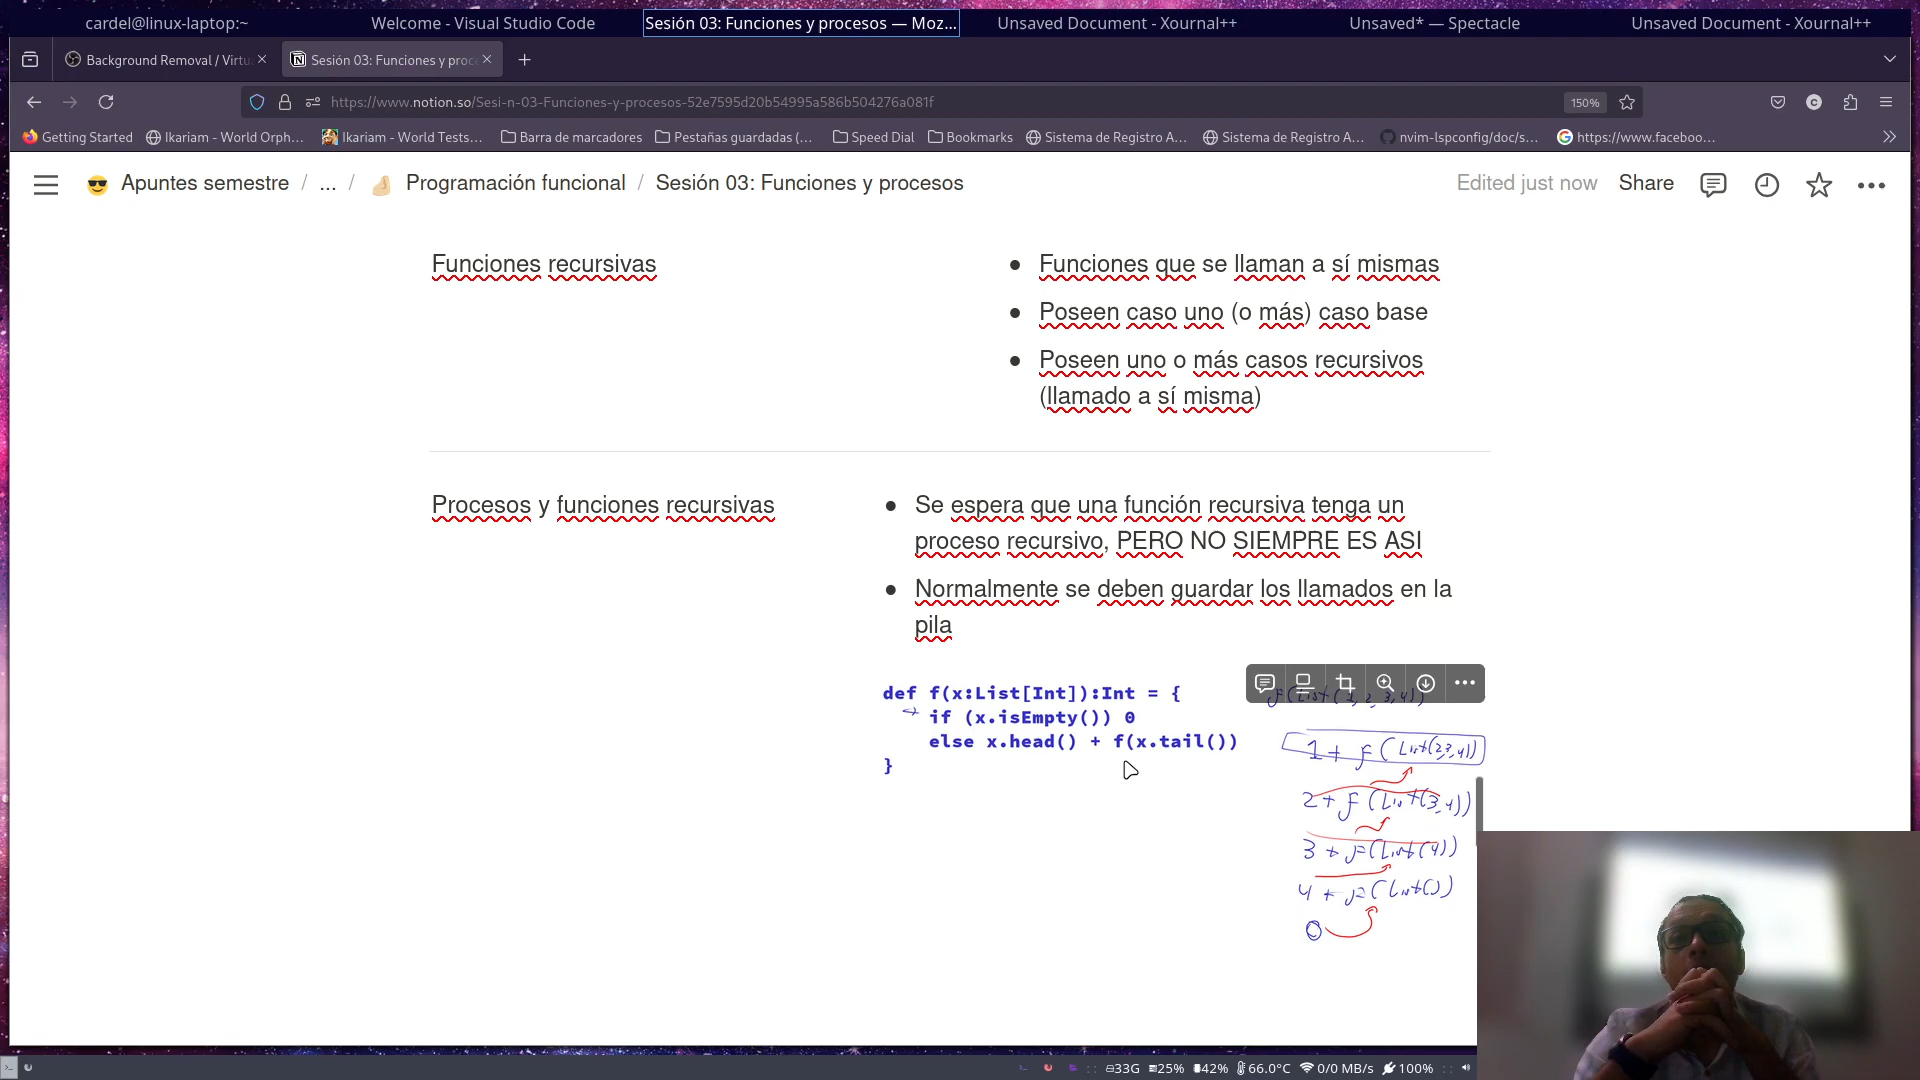 cardel@linux-laptop:~ Welcome - Visual Studio Code Sesión 03: Funciones y procesos — Moz... Unsaved Document - Xournal++ Unsaved* — Spectacle Unsaved Document - Xournal++
Background Removal / Virtu Sesión 03: Funciones y proce
https://www.notion.so/Sesi-n-03-Funciones-y-procesos-52e7595d20b54995a586b504276a081f 150%
Getting Started Ikariam - World Orph... Ikariam - World Tests... Barra de marcadores Pestañas guardadas (... Speed Dial Bookmarks Sistema de Registro A... Sistema de Registro A... nvim-lspconfig/doc/s... https://www.faceboo...
Apuntes semestre / ... / Programación funcional / Sesión 03: Funciones y procesos Edited just now Share
Funciones recursivas
● Funciones que se llaman a sí mismas
● Poseen caso uno (o más) caso base
● Poseen uno o más casos recursivos
(llamado a sí misma)
Procesos y funciones recursivas
● Se espera que una función recursiva tenga un
proceso recursivo, PERO NO SIEMPRE ES ASI
● Normalmente se deben guardar los llamados en la
pila
def f(x:List[Int]):Int = {
if (x.isEmpty()) 0
else x.head() + f(x.tail())
}
f(List(1,2,3,4))
1 + f(List(2,3,4))
2 + f(List(3,4))
3 + f(List(4))
4 + f(List())
0
33G 25% 42% 66.0°C 0/0 MB/s 100%